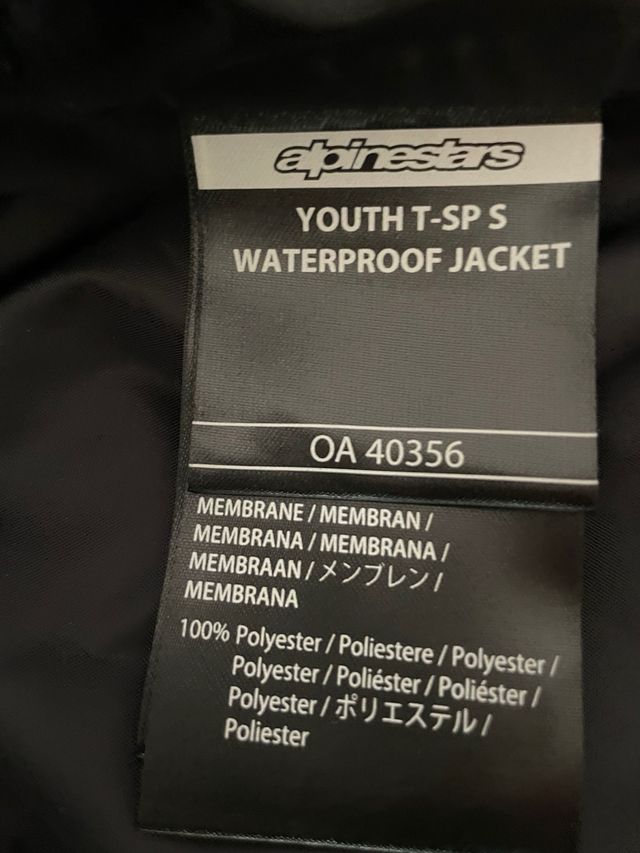 alpinestars
YOUTH T-SP S
WATERPROOF JACKET
OA 40356
MEMBRANE / MEMBRAN /
MEMBRANA / MEMBRANA /
MEMBRAAN / メンブレン /
MEMBRANA
100% Polyester / Poliestere / Polyester /
Polyester / Poliéster / Poliéster /
Polyester / ポリエステル /
Poliester